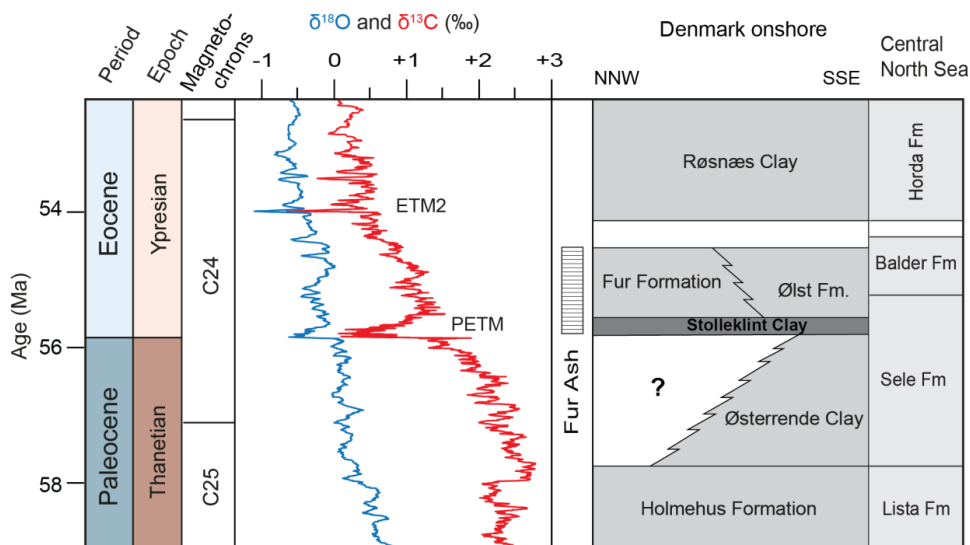 δ18O and δ13C (‰)
Period
Epoch
Magneto-
chrons
-1
0
+1
+2
+3
Denmark onshore
NNW
SSE
Central
North Sea
Age (Ma)
54
56
58
Eocene
Paleocene
Ypresian
Thanetian
C24
C25
ETM2
PETM
Fur Ash
Røsnæs Clay
Fur Formation
Ølst Fm.
Stolleklint Clay
?
Østerrende Clay
Holmehus Formation
Horda Fm
Balder Fm
Sele Fm
Lista Fm